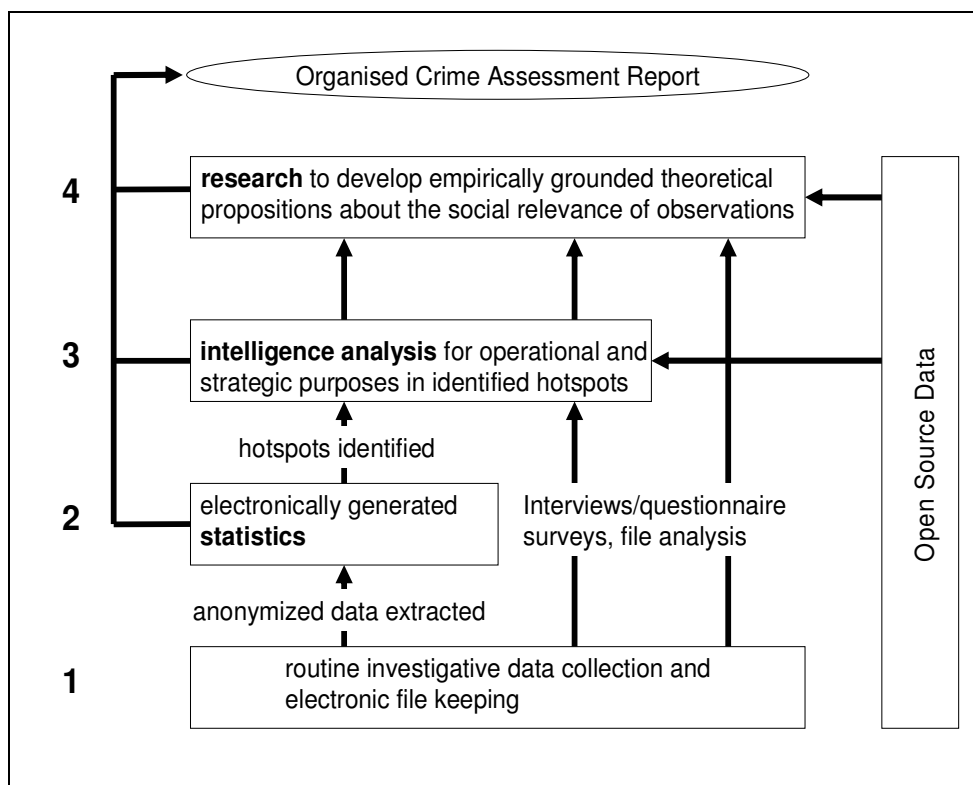 Organised Crime Assessment Report
4
research to develop empirically grounded theoretical
propositions about the social relevance of observations
3
intelligence analysis for operational and
strategic purposes in identified hotspots
hotspots identified
2
electronically generated
statistics
Interviews/questionnaire
surveys, file analysis
anonymized data extracted
1
routine investigative data collection and
electronic file keeping
Open Source Data